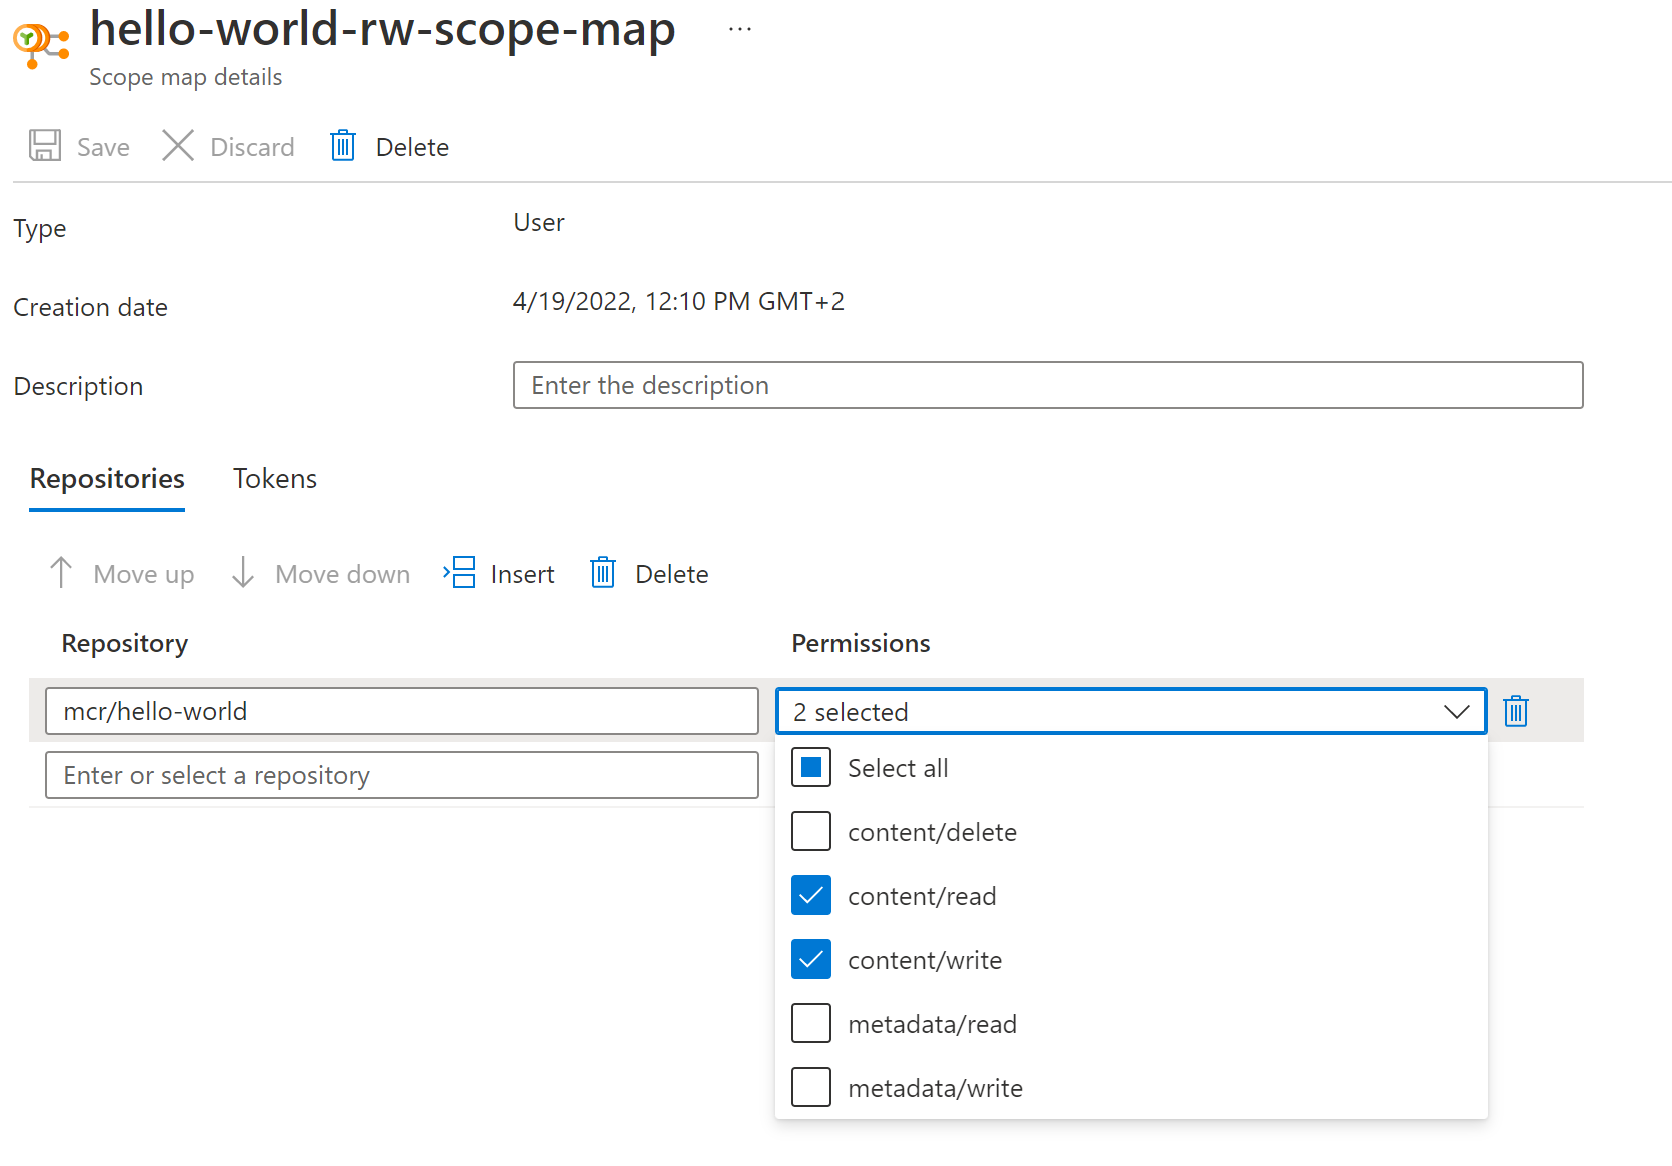 hello-world-rw-scope-map ...
Scope map details
Save Discard Delete
Type User
Creation date 4/19/2022, 12:10 PM GMT+2
Description Enter the description
Repositories Tokens
Move up Move down Insert Delete
Repository Permissions
mcr/hello-world 2 selected
Enter or select a repository
Select all
content/delete
content/read
content/write
metadata/read
metadata/write